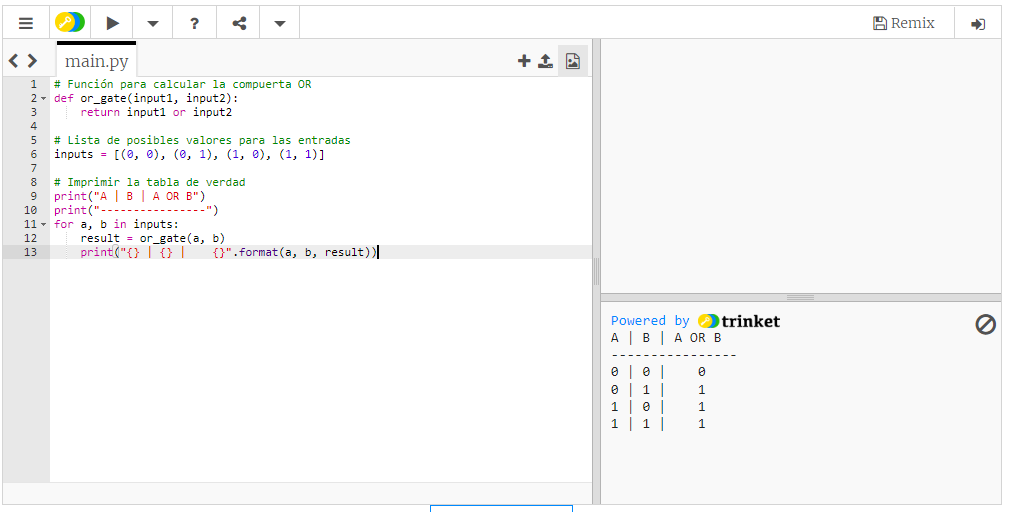 Remix
main.py
1 # Función para calcular la compuerta OR
2 def or_gate(input1, input2):
3     return input1 or input2
4
5 # Lista de posibles valores para las entradas
6 inputs = [(0, 0), (0, 1), (1, 0), (1, 1)]
7
8 # Imprimir la tabla de verdad
9 print("A | B | A OR B")
10 print("----------------")
11 for a, b in inputs:
12     result = or_gate(a, b)
13     print("{} | {} |    {}".format(a, b, result))
Powered by trinket
A | B | A OR B
----------------
0 | 0 |    0
0 | 1 |    1
1 | 0 |    1
1 | 1 |    1